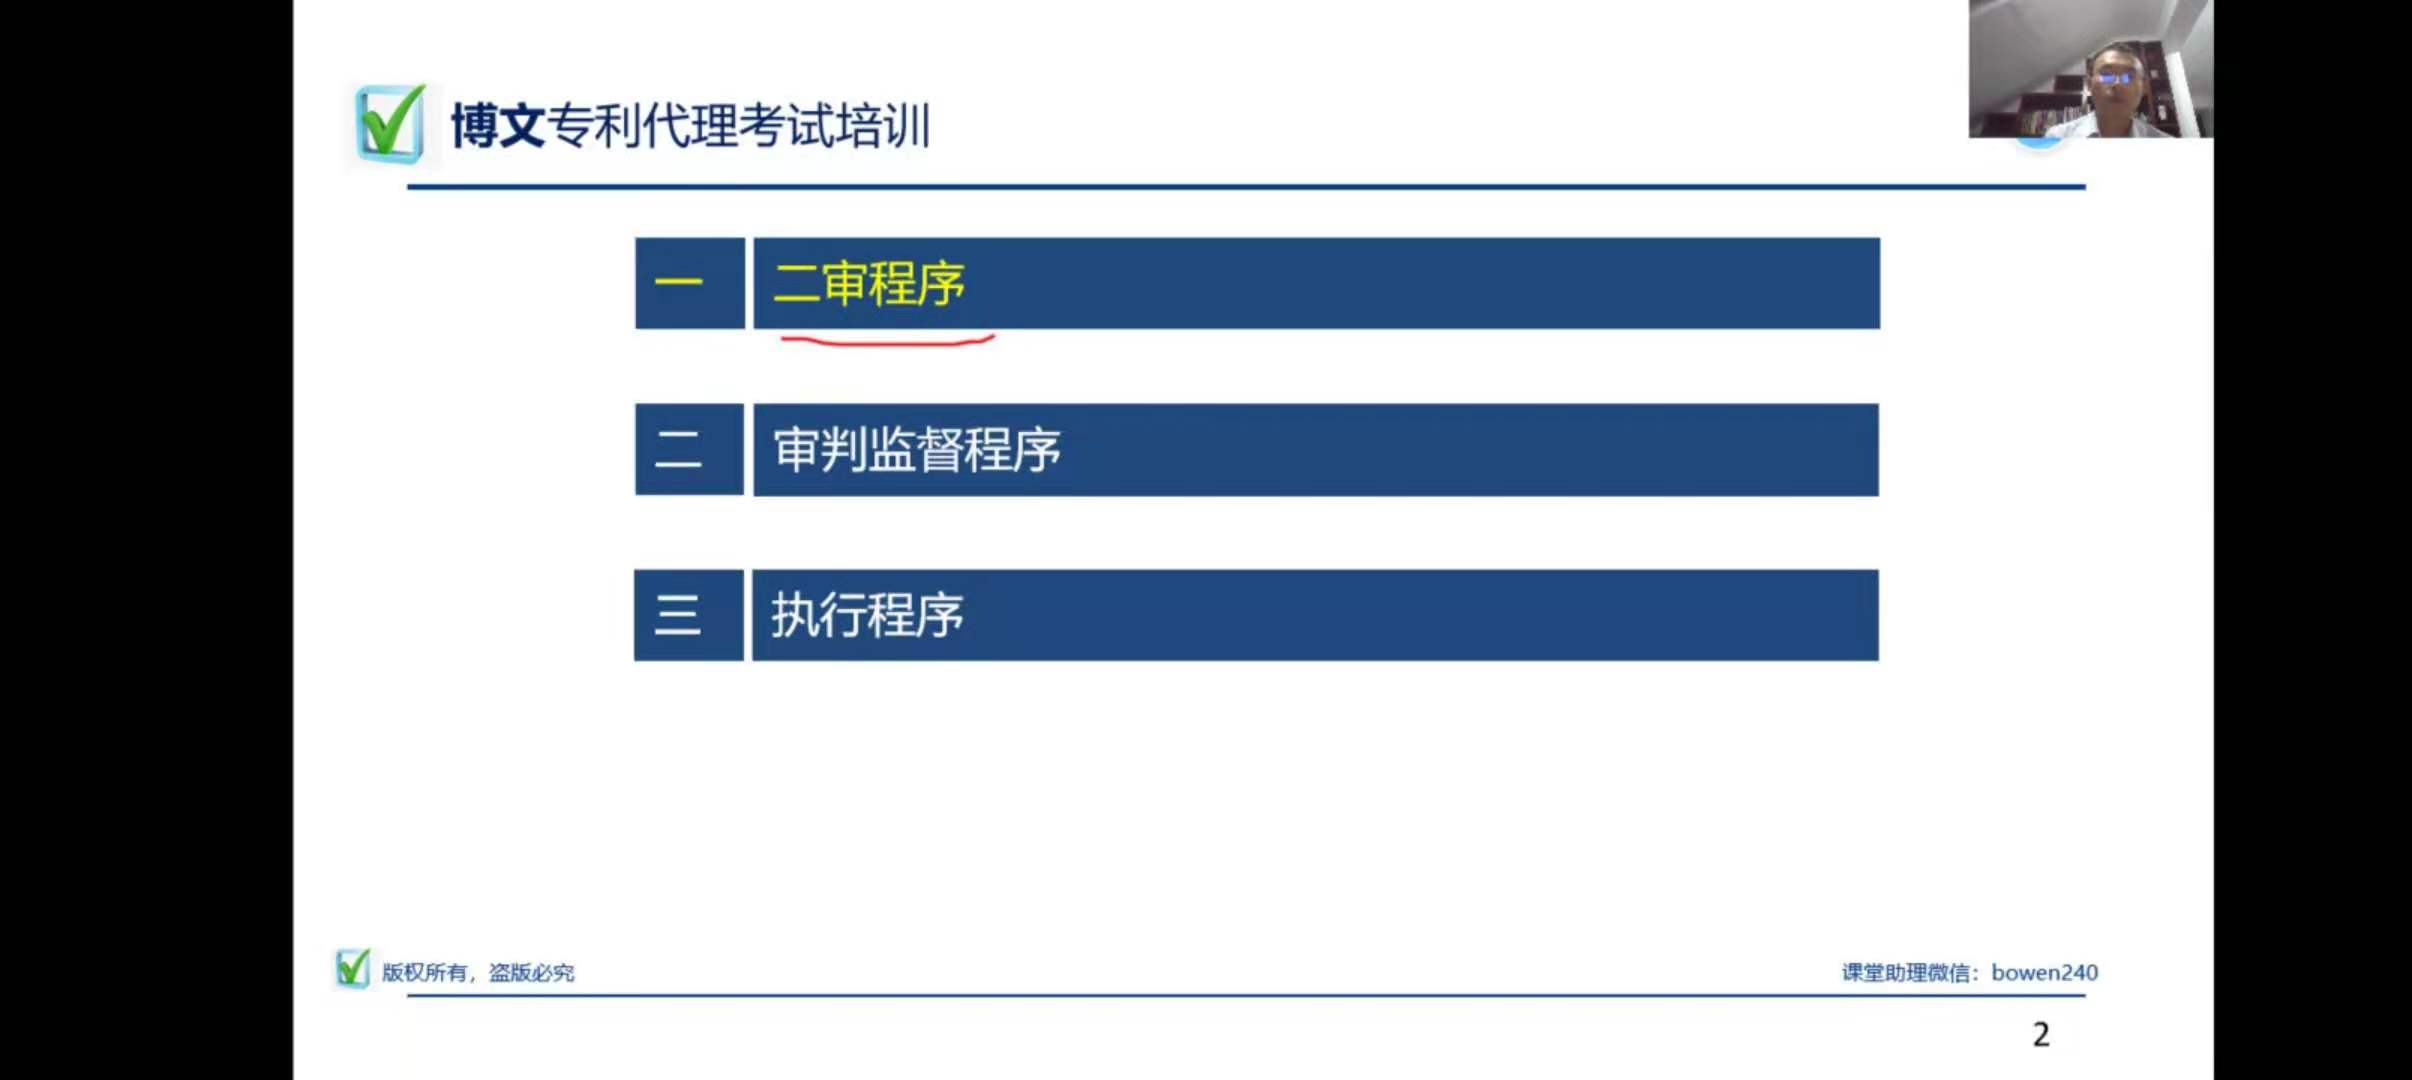 博文专利代理考试培训
一 二审程序
二 审判监督程序
三 执行程序
版权所有，盗版必究
课堂助理微信：bowen240
2